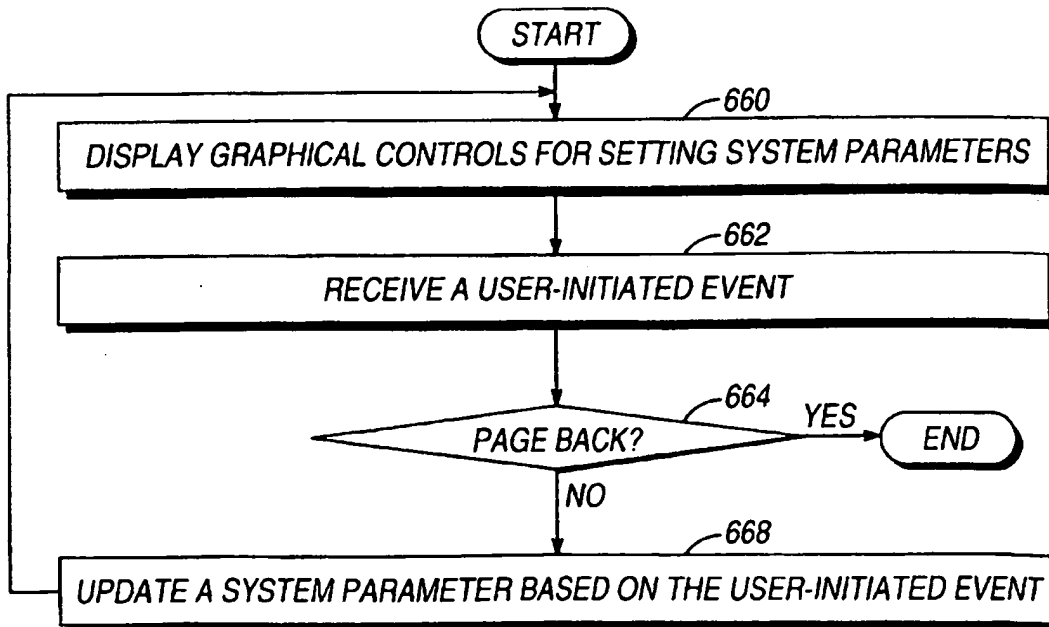 START
660
DISPLAY GRAPHICAL CONTROLS FOR SETTING SYSTEM PARAMETERS
662
RECEIVE A USER-INITIATED EVENT
664
PAGE BACK?
YES
END
NO
668
UPDATE A SYSTEM PARAMETER BASED ON THE USER-INITIATED EVENT